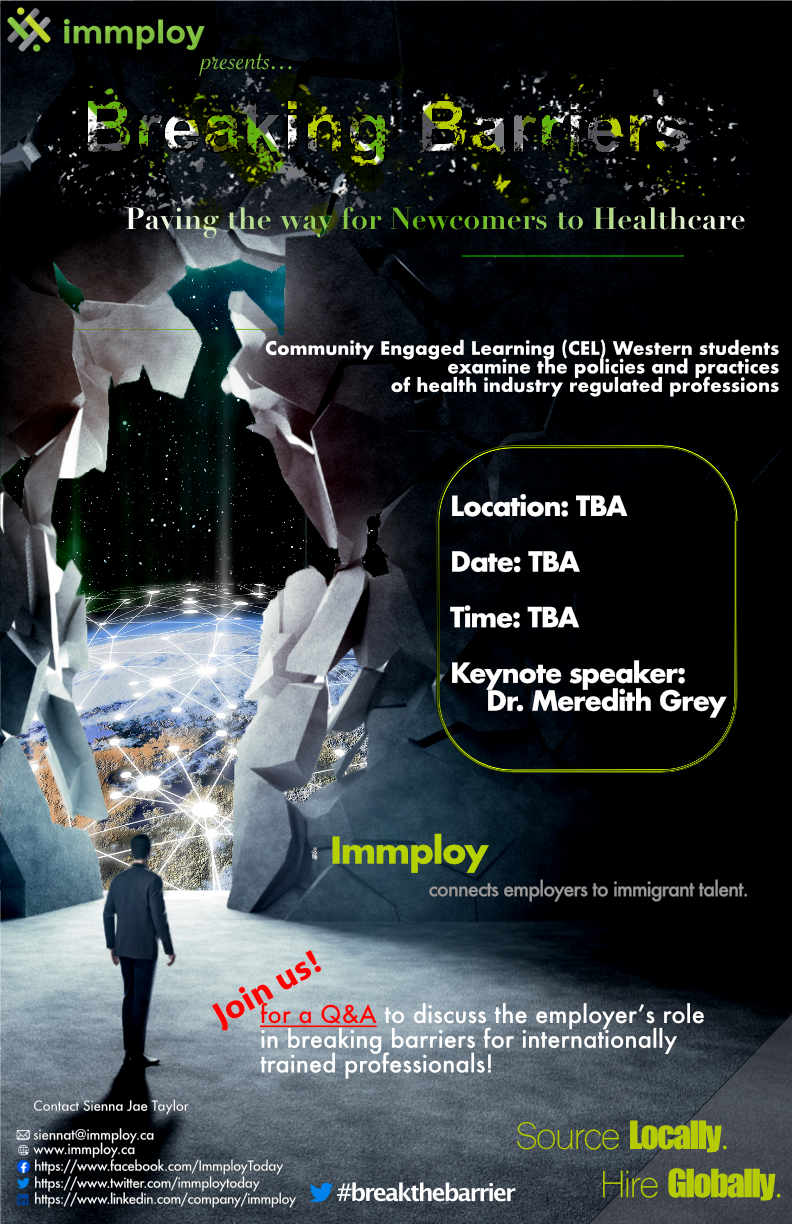 immploy
presents...
Breaking Barriers
Paving the way for Newcomers to Healthcare
Community Engaged Learning (CEL) Western students
examine the policies and practices
of health industry regulated professions
Location: TBA
Date: TBA
Time: TBA
Keynote speaker:
Dr. Meredith Grey
Immploy
connects employers to immigrant talent.
Join us!
for a Q&A to discuss the employer's role
in breaking barriers for internationally
trained professionals!
Contact Sienna Jae Taylor
siennat@immploy.ca
www.immploy.ca
https://www.facebook.com/ImmployToday
https://www.twitter.com/immploytoday
https://www.linkedin.com/company/immploy
#breakthebarrier
Source Locally.
Hire Globally.